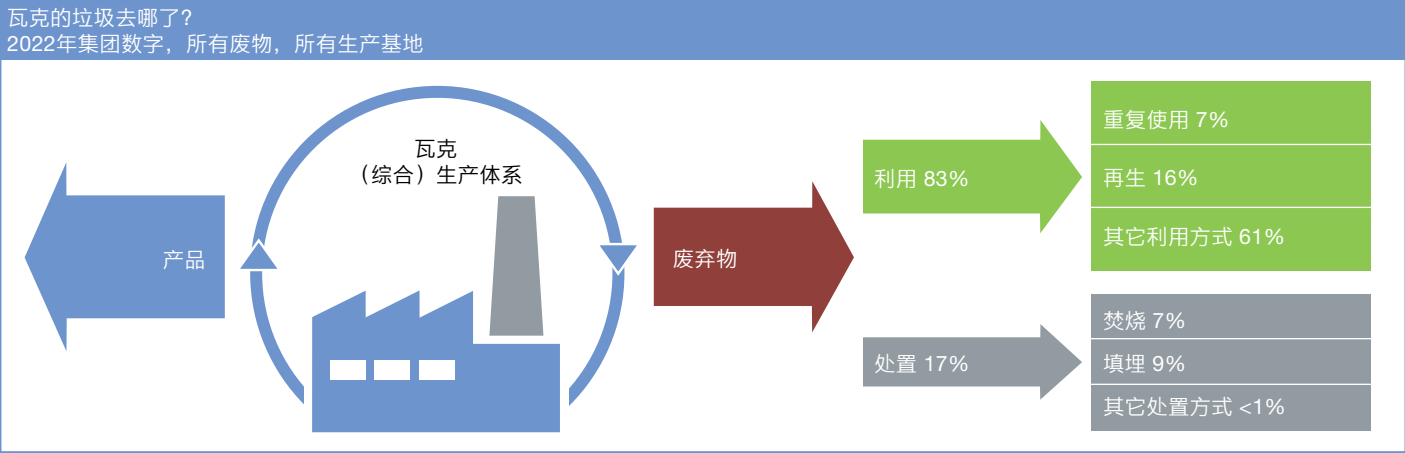 瓦克的垃圾去哪了?
2022年集团数字，所有废物，所有生产基地
瓦克
（综合）生产体系
产品
废弃物
利用 83%
重复使用 7%
再生 16%
其它利用方式 61%
处置 17%
焚烧 7%
填埋 9%
其它处置方式 <1%